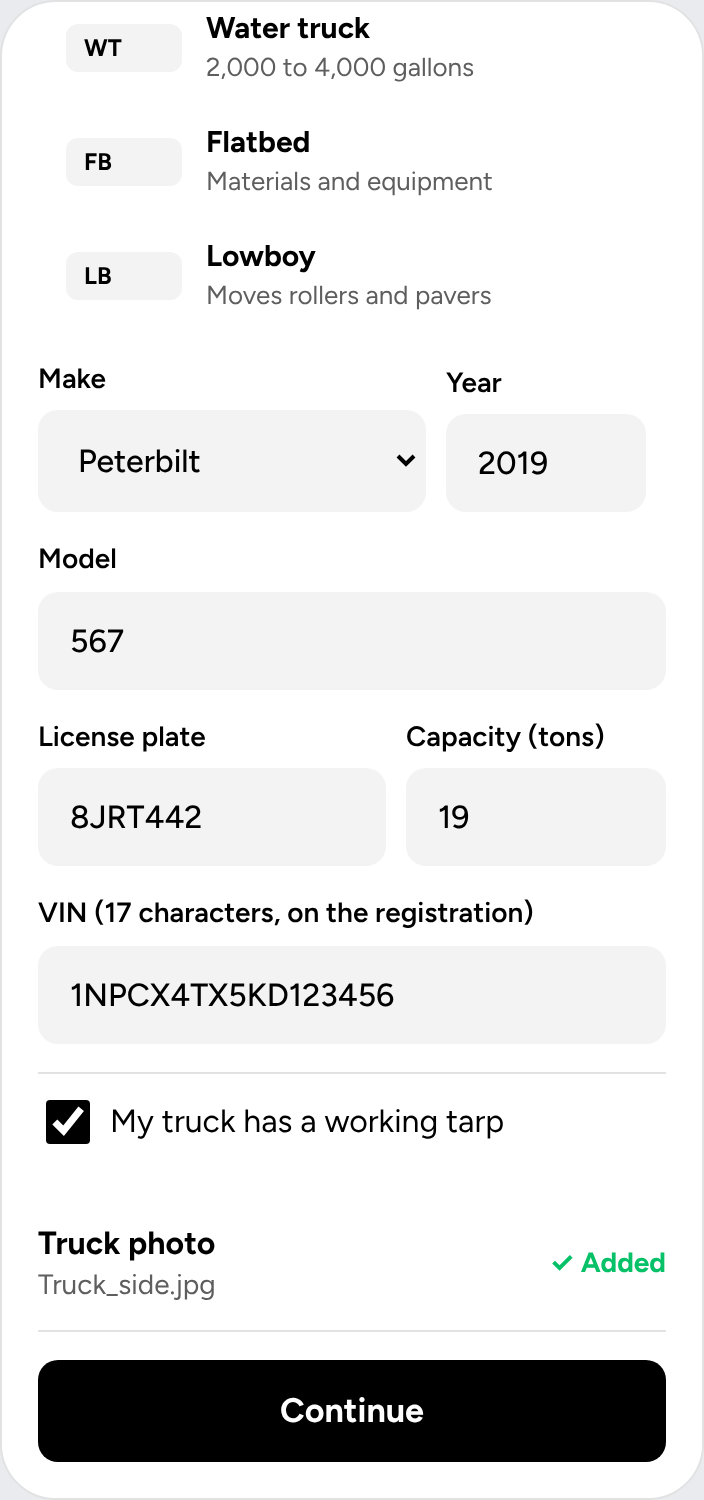 WT
Water truck
2,000 to 4,000 gallons
FB
Flatbed
Materials and equipment
LB
Lowboy
Moves rollers and pavers
Make
Year
Peterbilt
2019
Model
567
License plate
Capacity (tons)
8JRT442
19
VIN (17 characters, on the registration)
1NPCX4TX5KD123456
My truck has a working tarp
Truck photo
Added
Truck_side.jpg
Continue